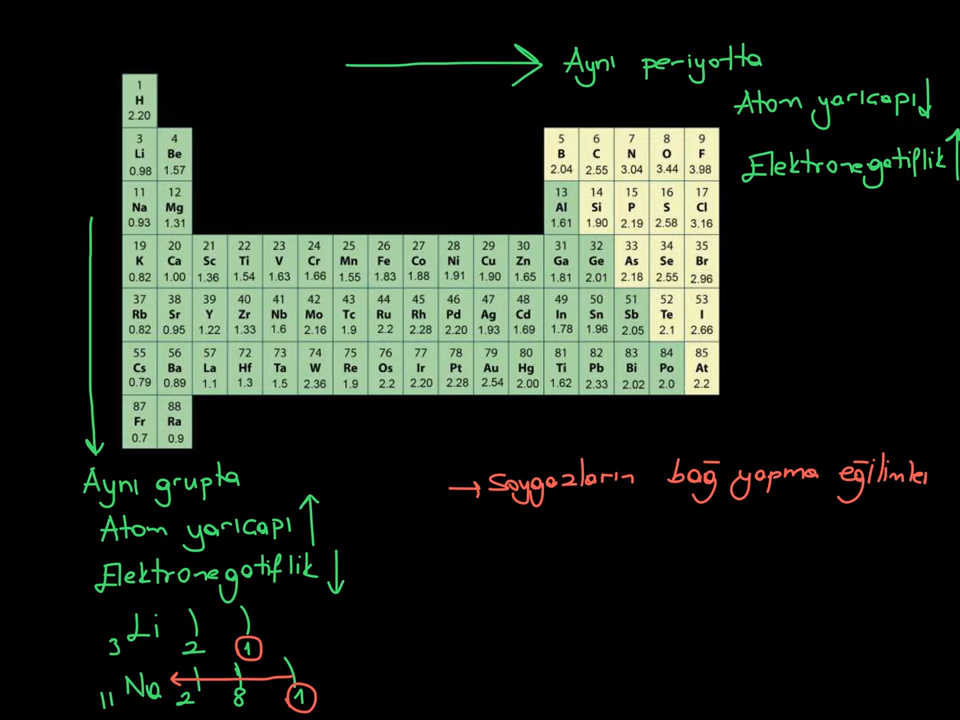 Aynı periyotta
Atom yarıçapı↓
Elektronegatiflik ↑
1
H
2.20
3 4 5 6 7 8 9
Li Be B C N O F
0.98 1.57 2.04 2.55 3.04 3.44 3.98
11 12 13 14 15 16 17
Na Mg Al Si P S Cl
0.93 1.31 1.61 1.90 2.19 2.58 3.16
19 20 21 22 23 24 25 26 27 28 29 30 31 32 33 34 35
K Ca Sc Ti V Cr Mn Fe Co Ni Cu Zn Ga Ge As Se Br
0.82 1.00 1.36 1.54 1.63 1.66 1.55 1.83 1.88 1.91 1.90 1.65 1.81 2.01 2.18 2.55 2.96
37 38 39 40 41 42 43 44 45 46 47 48 49 50 51 52 53
Rb Sr Y Zr Nb Mo Tc Ru Rh Pd Ag Cd In Sn Sb Te I
0.82 0.95 1.22 1.33 1.6 2.16 1.9 2.2 2.28 2.20 1.93 1.69 1.78 1.96 2.05 2.1 2.66
55 56 57 72 73 74 75 76 77 78 79 80 81 82 83 84 85
Cs Ba La Hf Ta W Re Os Ir Pt Au Hg Ti Pb Bi Po At
0.79 0.89 1.1 1.3 1.5 2.36 1.9 2.2 2.20 2.28 2.54 2.00 1.62 2.33 2.02 2.0 2.2
87 88
Fr Ra
0.7 0.9
Aynı grupta
Atom yarıçapı ↑
Elektronegatiflik ↓
→ Soygazların bağ yapma eğilimleri
3 Li 2 1
11 Na 2 8 1